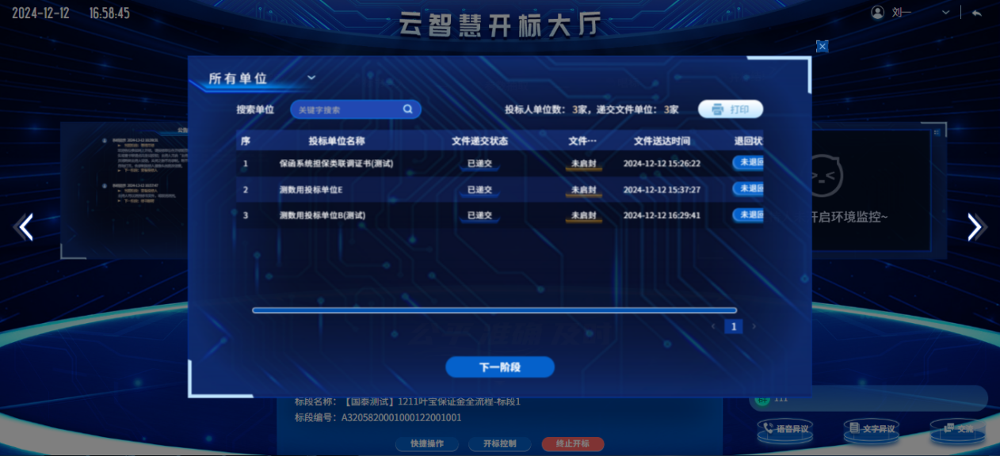 2024-12-12 16:58:45
云智慧开标大厅
刘一
所有单位
搜索单位 关键字搜索 投标人单位数： 3家，递交文件单位： 3家 打印
序 投标单位名称 文件递交状态 文件··· 文件送达时间 退回状
1 保函系统担保类联调证书(测试) 已递交 未启封 2024-12-12 15:26:22 未退回
2 测数用投标单位E 已递交 未启封 2024-12-12 15:37:27 未退回
3 测数用投标单位B(测试) 已递交 未启封 2024-12-12 16:29:41 未退回
开启环境监控~
1
下一阶段
标段名称： 【国泰测试】1211叶宝保证金全流程-标段1
标段编号： A3205820001000122001001
群 111
语音异议 文字异议 交流
快捷操作 开标控制 终止开标